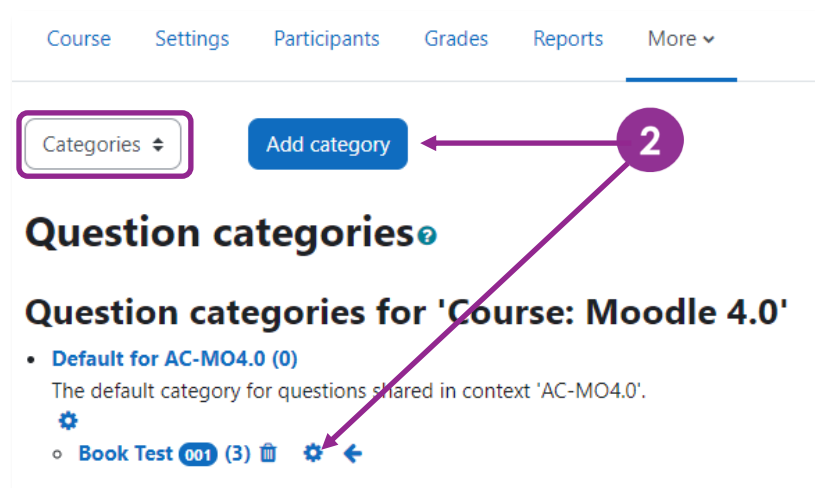 Course Settings Participants Grades Reports More
Categories Add category 2
Question categories
Question categories for 'Course: Moodle 4.0'
Default for AC-MO4.0 (0)
The default category for questions shared in context 'AC-MO4.0'.
Book Test 001 (3)